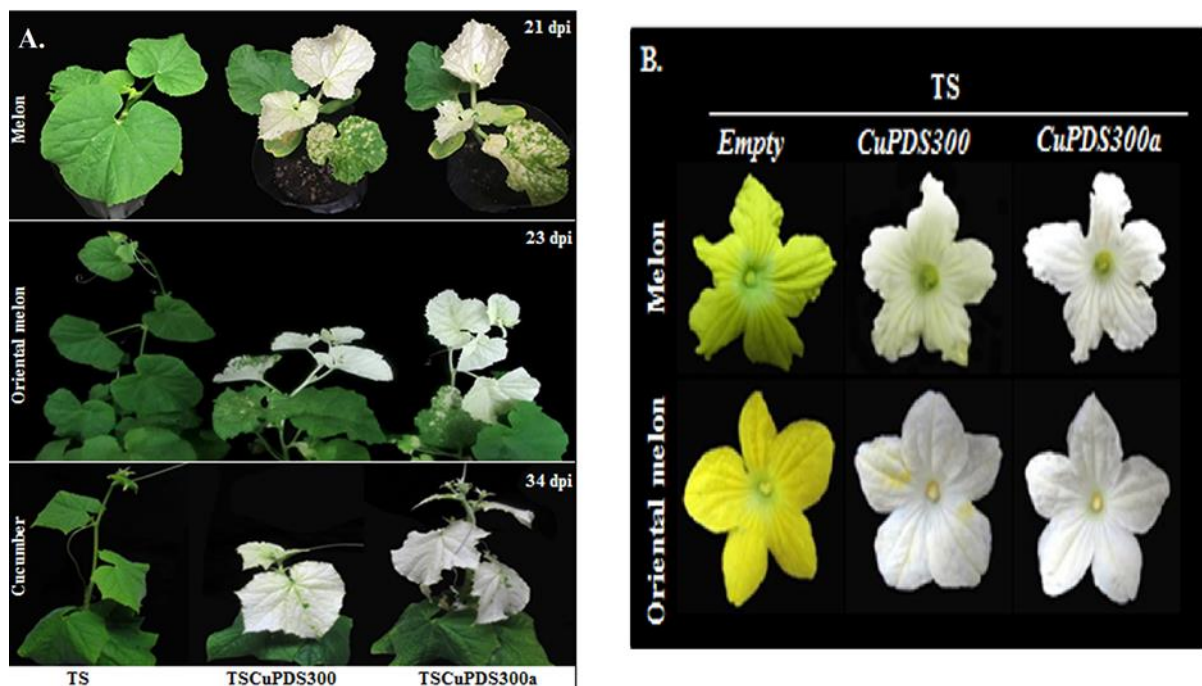 A.
21 dpi
Melon
23 dpi
Oriental melon
34 dpi
Cucumber
TS
TSCuPDS300
TSCuPDS300a
B.
TS
Empty
CuPDS300
CuPDS300a
Melon
Oriental melon